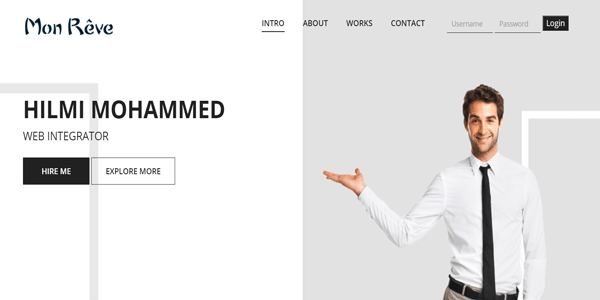 Mon Rêve
INTRO ABOUT WORKS CONTACT Username Password Login
HILMI MOHAMMED
WEB INTEGRATOR
HIRE ME EXPLORE MORE